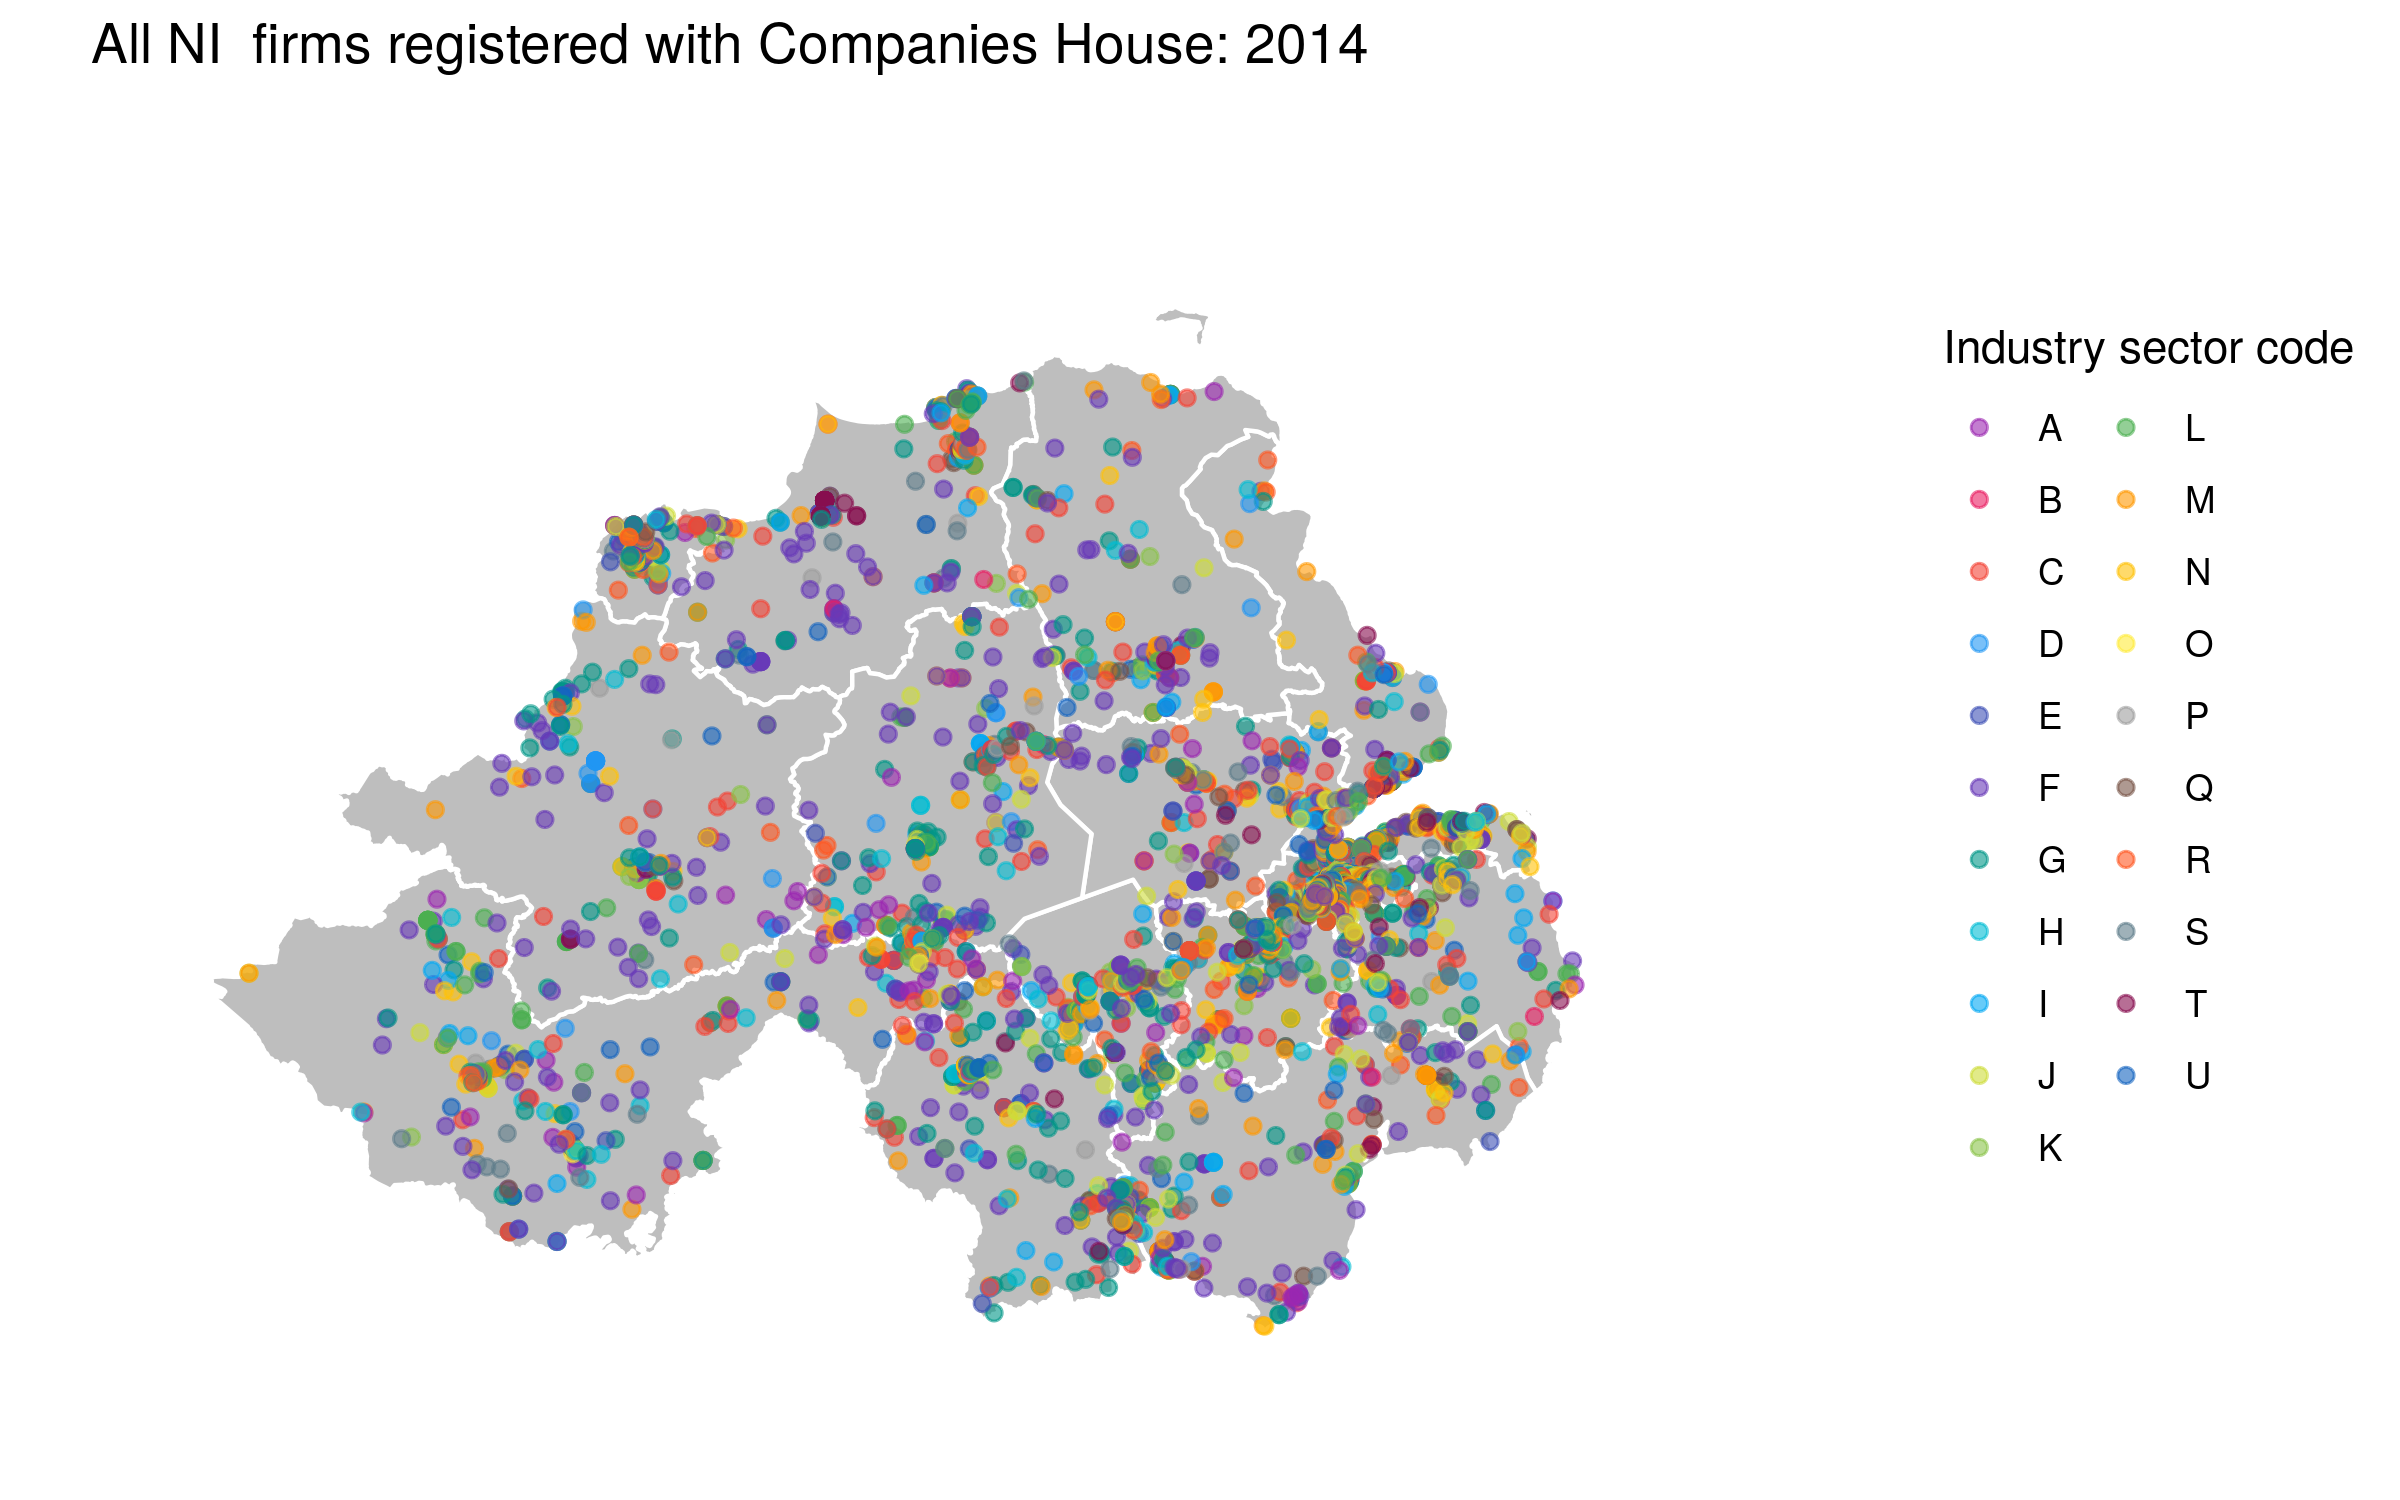 All NI  firms registered with Companies House: 2014
Industry sector code
A L
B M
C N
D O
E P
F Q
G R
H S
I T
J U
K